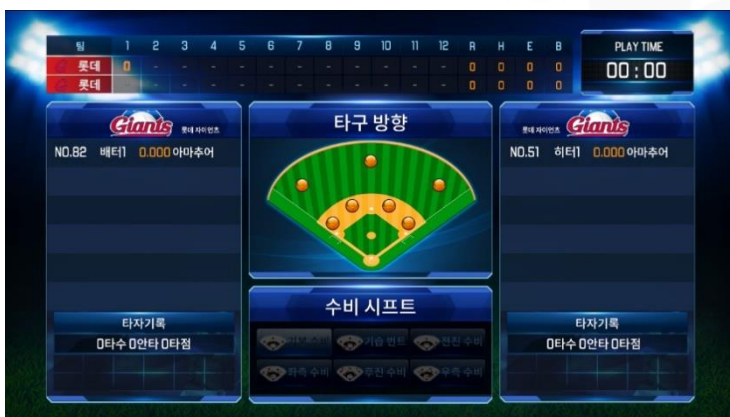 팀 1 2 3 4 5 6 7 8 9 10 11 12 R H E B
롯데 0 - - - - - - - - - - - 0 0 0 0
롯데 - - - - - - - - - - - 0 0 0 0
PLAY TIME
00:00
Giants 롯데 자이언츠
NO.82 배터1 0.000 아마추어
타자기록
0타수 0안타 0타점
타구 방향
수비 시프트
기본 수비 기습 번트 전진 수비
좌측 수비 후진 수비 우측 수비
롯데 자이언츠 Giants
NO.51 히터1 0.000 아마추어
타자기록
0타수 0안타 0타점